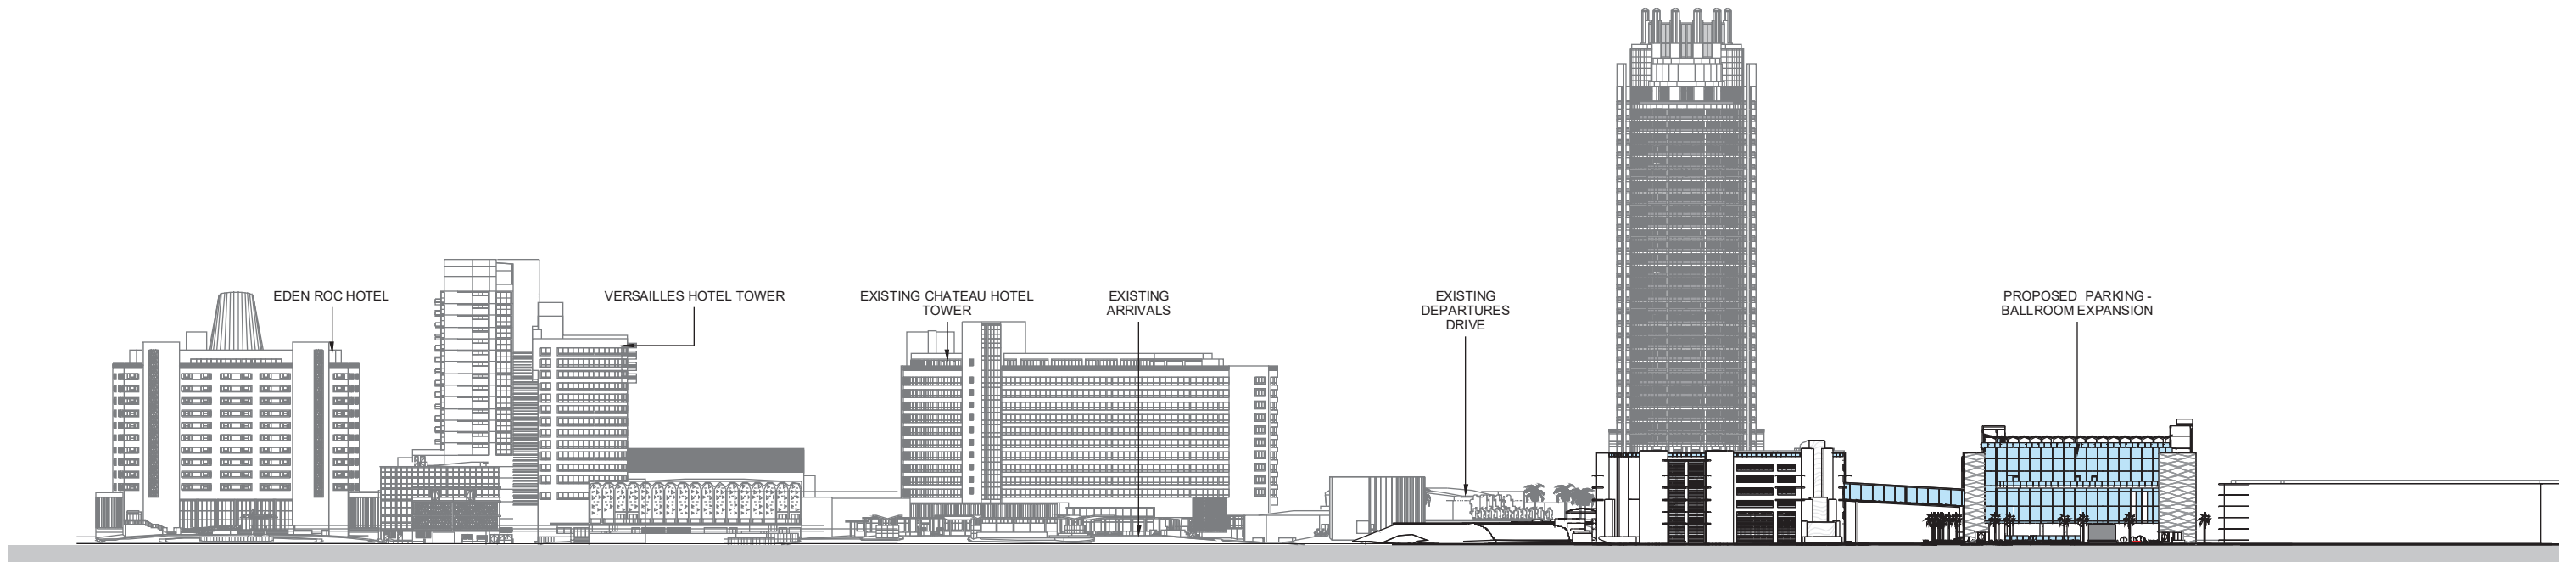 EDEN ROC HOTEL
VERSAILLES HOTEL TOWER
EXISTING CHATEAU HOTEL
TOWER
EXISTING
ARRIVALS
EXISTING
DEPARTURES
DRIVE
PROPOSED PARKING -
BALLROOM EXPANSION